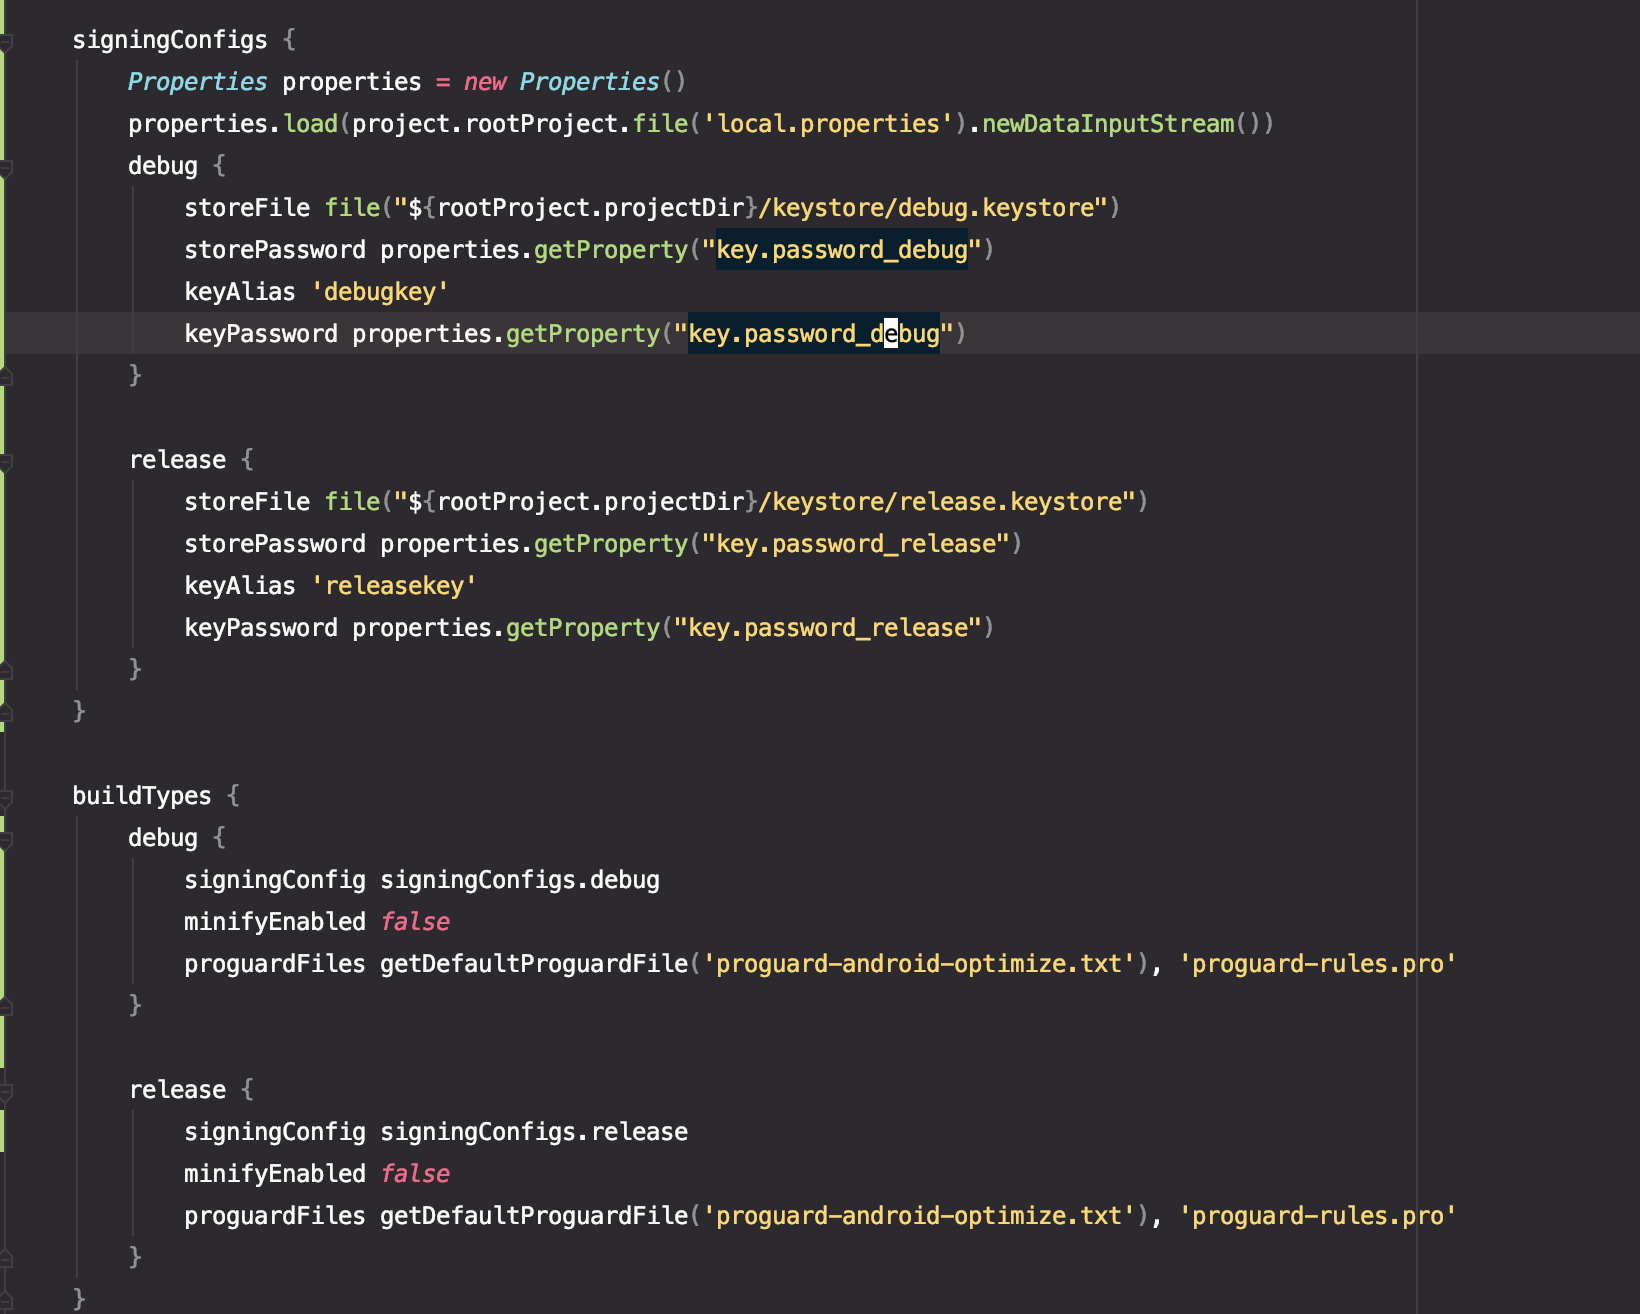 signingConfigs {
    Properties properties = new Properties()
    properties.load(project.rootProject.file('local.properties').newDataInputStream())
    debug {
        storeFile file("${rootProject.projectDir}/keystore/debug.keystore")
        storePassword properties.getProperty("key.password_debug")
        keyAlias 'debugkey'
        keyPassword properties.getProperty("key.password_debug")
    }

    release {
        storeFile file("${rootProject.projectDir}/keystore/release.keystore")
        storePassword properties.getProperty("key.password_release")
        keyAlias 'releasekey'
        keyPassword properties.getProperty("key.password_release")
    }
}

buildTypes {
    debug {
        signingConfig signingConfigs.debug
        minifyEnabled false
        proguardFiles getDefaultProguardFile('proguard-android-optimize.txt'), 'proguard-rules.pro'
    }

    release {
        signingConfig signingConfigs.release
        minifyEnabled false
        proguardFiles getDefaultProguardFile('proguard-android-optimize.txt'), 'proguard-rules.pro'
    }
}